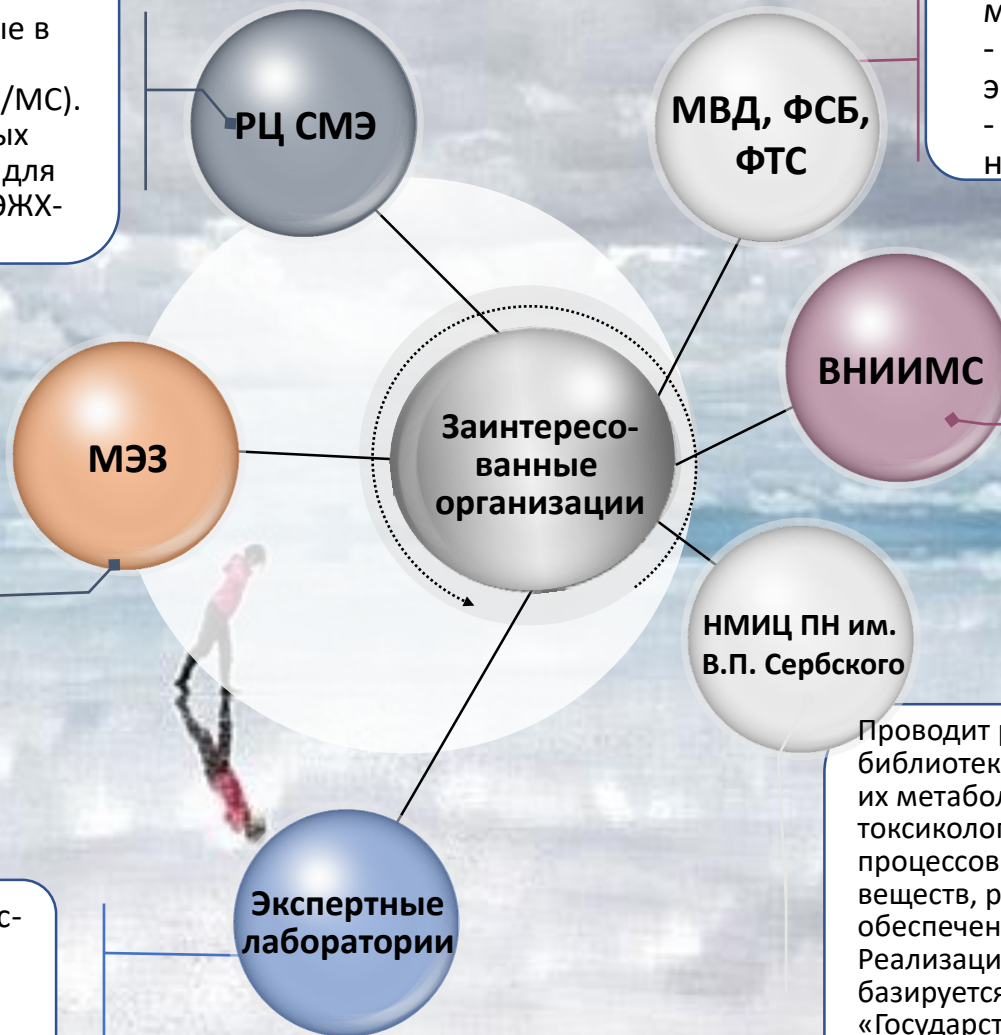 ые в
/МС).
ых
для
ЭЖХ-
РЦ СМЭ
МВД, ФСБ,
ФТС
м
-
э
-
н
ВНИИМС
МЭЗ
Заинтересо-
ванные
организации
НМИЦ ПН им.
В.П. Сербского
Проводит р
библиотек
их метабол
токсиколог
процессов
веществ, р
обеспечен
Реализаци
базируется
«Государст
Экспертные
лаборатории
с-